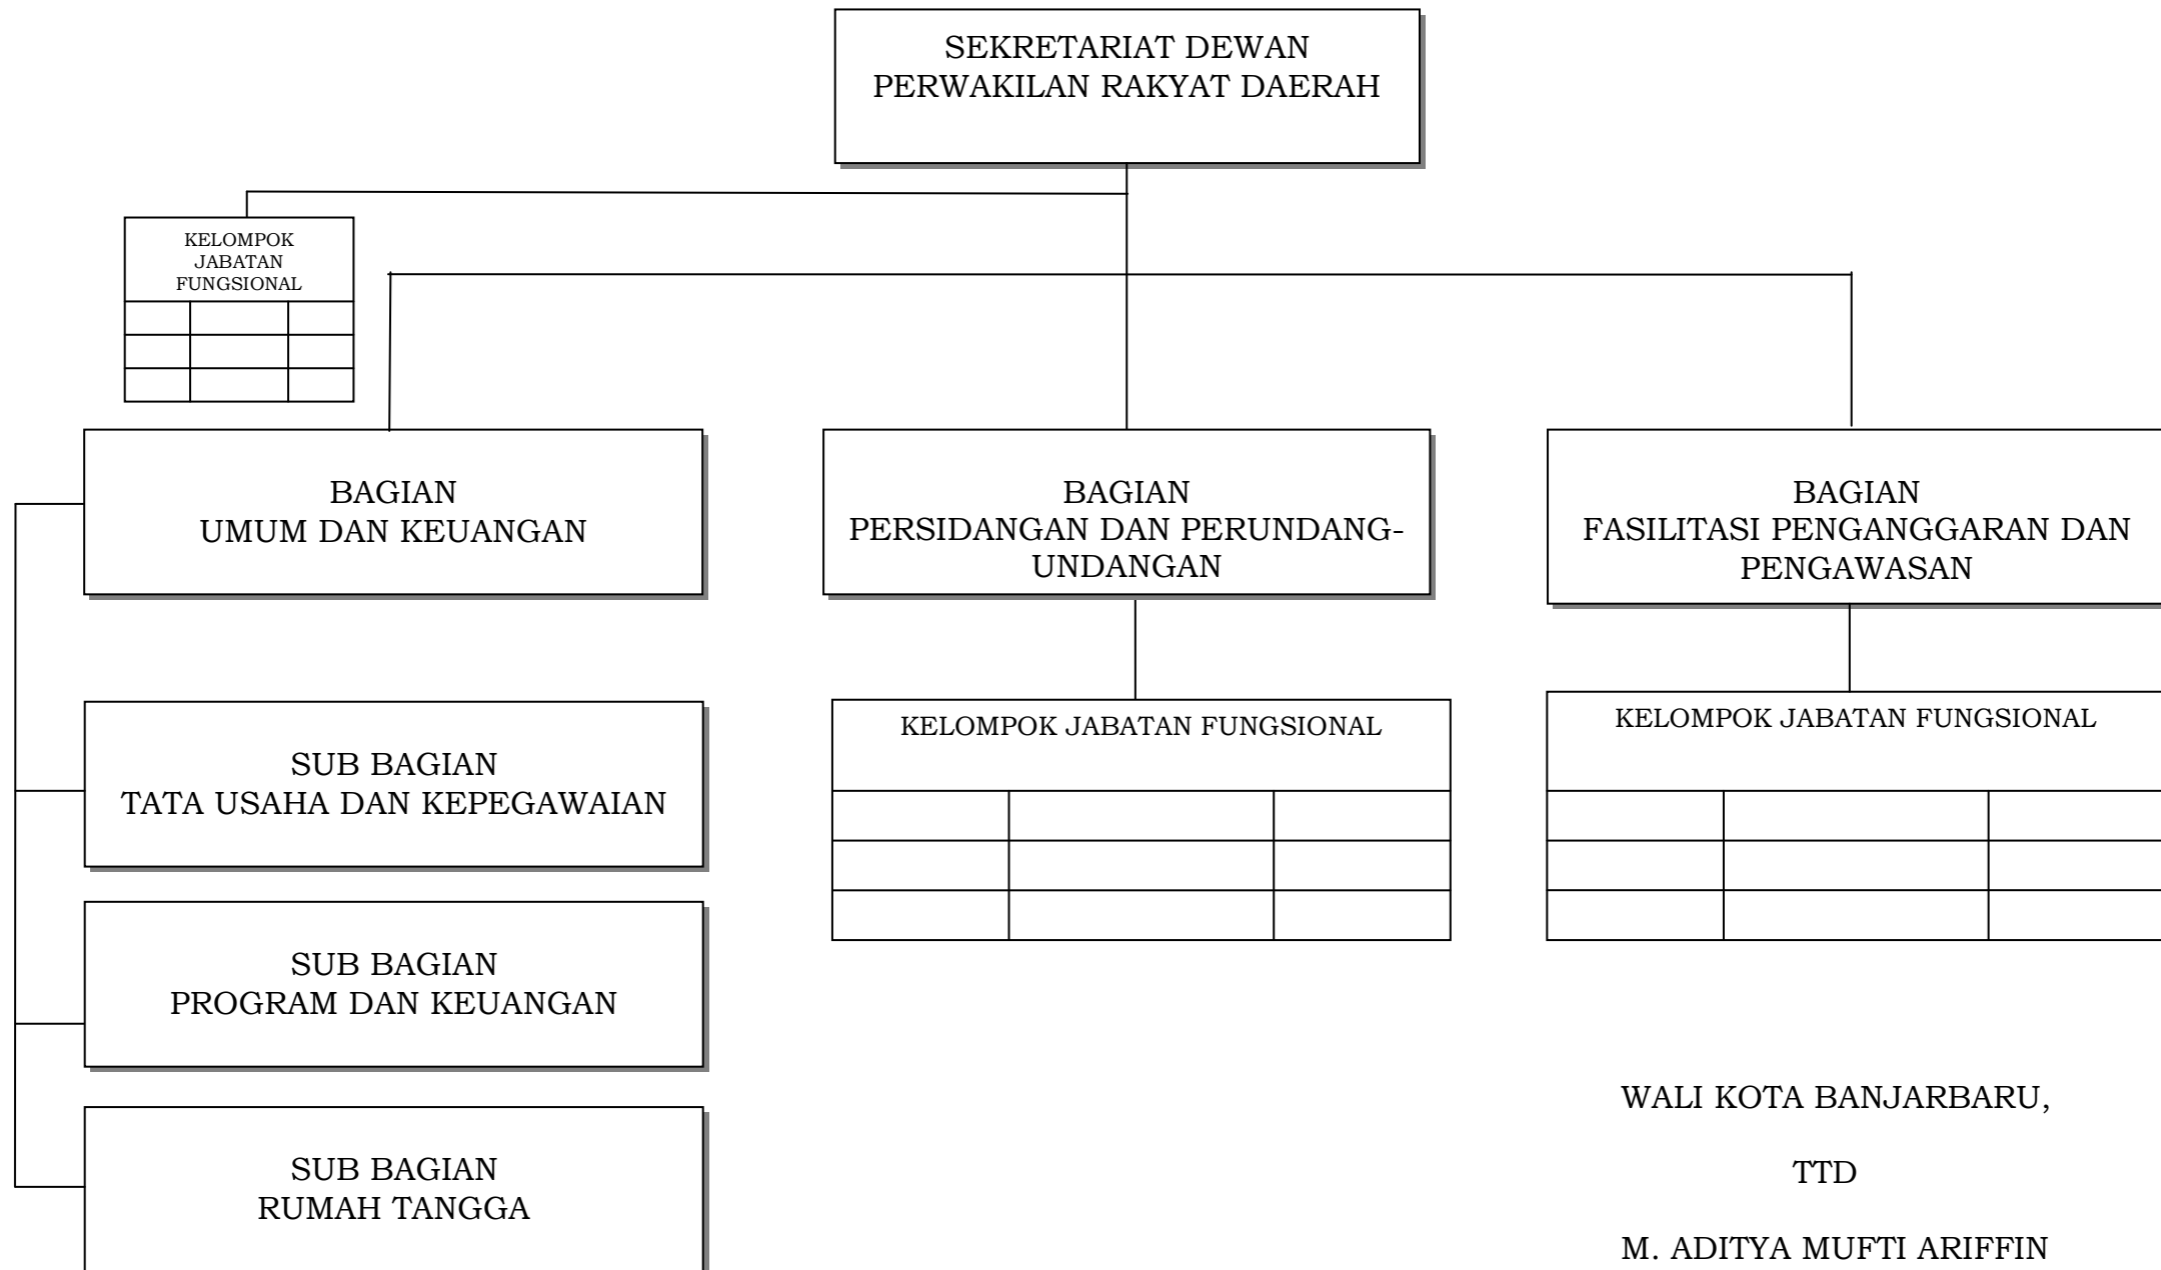 SEKRETARIAT DEWAN
PERWAKILAN RAKYAT DAERAH
KELOMPOK
JABATAN
FUNGSIONAL
BAGIAN
UMUM DAN KEUANGAN
BAGIAN
PERSIDANGAN DAN PERUNDANG-
UNDANGAN
BAGIAN
FASILITASI PENGANGGARAN DAN
PENGAWASAN
SUB BAGIAN
TATA USAHA DAN KEPEGAWAIAN
KELOMPOK JABATAN FUNGSIONAL
KELOMPOK JABATAN FUNGSIONAL
SUB BAGIAN
PROGRAM DAN KEUANGAN
SUB BAGIAN
RUMAH TANGGA
WALI KOTA BANJARBARU,
TTD
M. ADITYA MUFTI ARIFFIN